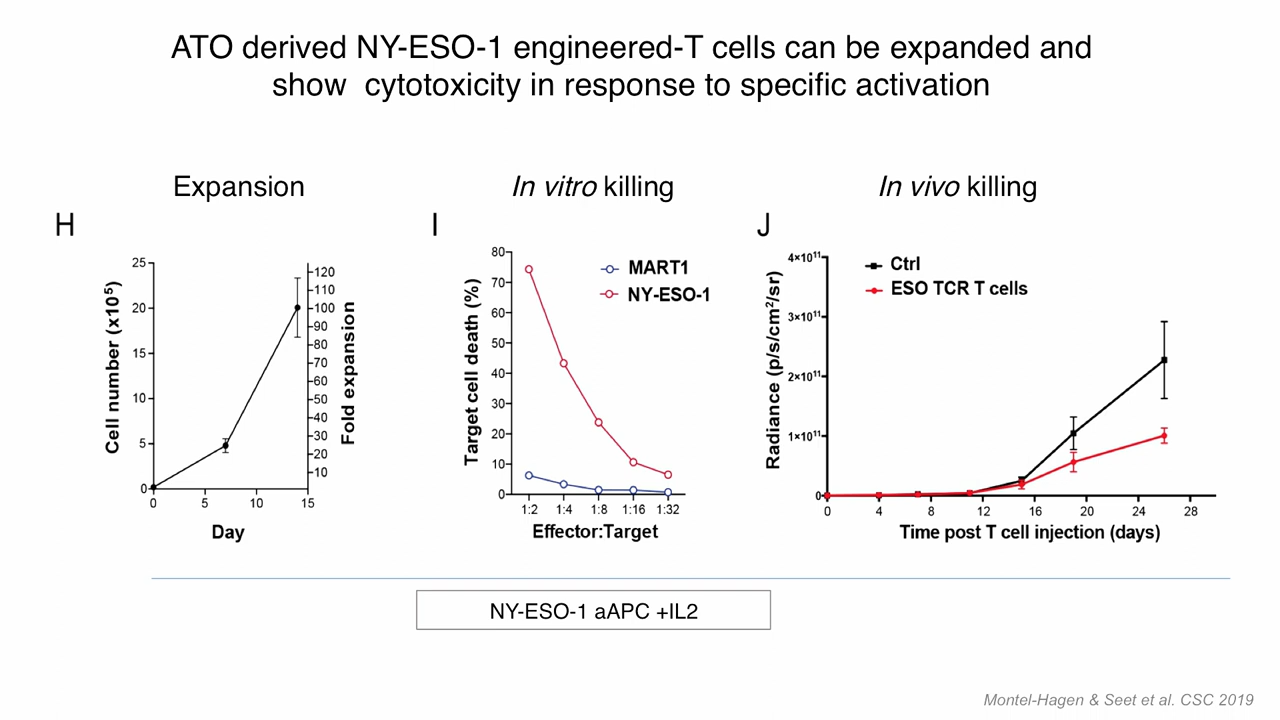 ATO derived NY-ESO-1 engineered-T cells can be expanded and
show cytotoxicity in response to specific activation
Expansion
In vitro killing
In vivo killing
H
I
J
Cell number (x10⁵)
25
20
15
10
5
0
120
110
100
90
80
70
60
50
40
30
20
10
Fold expansion
0
5
10
15
Day
Target cell death (%)
80
70
60
50
40
30
20
10
0
MART1
NY-ESO-1
1:2
1:4
1:8
1:16
1:32
Effector:Target
Radiance (p/s/cm²/sr)
4×10¹¹
3×10¹¹
2×10¹¹
1×10¹¹
0
Ctrl
ESO TCR T cells
0
4
8
12
16
20
24
28
Time post T cell injection (days)
NY-ESO-1 aAPC +IL2
Montel-Hagen & Seet et al. CSC 2019